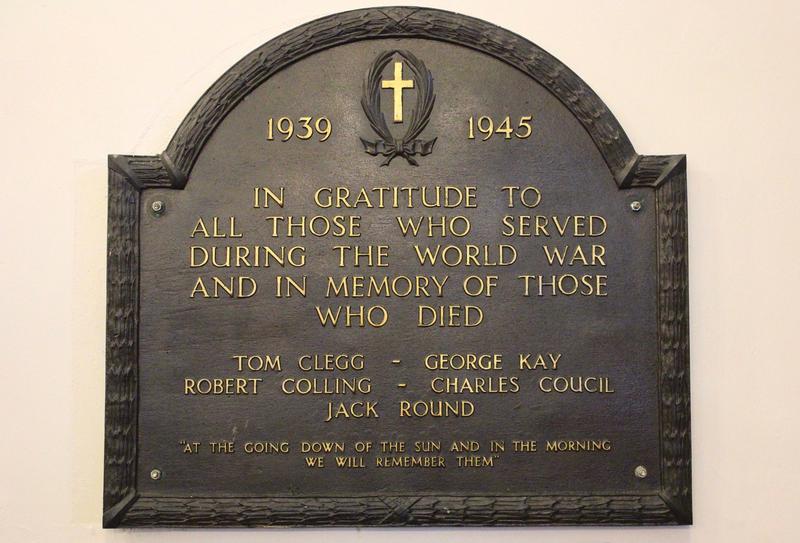 1939 1945
IN GRATITUDE TO
ALL THOSE WHO SERVED
DURING THE WORLD WAR
AND IN MEMORY OF THOSE
WHO DIED
TOM CLEGG - GEORGE KAY
ROBERT COLLING - CHARLES COUCIL
JACK ROUND
"AT THE GOING DOWN OF THE SUN AND IN THE MORNING
WE WILL REMEMBER THEM"